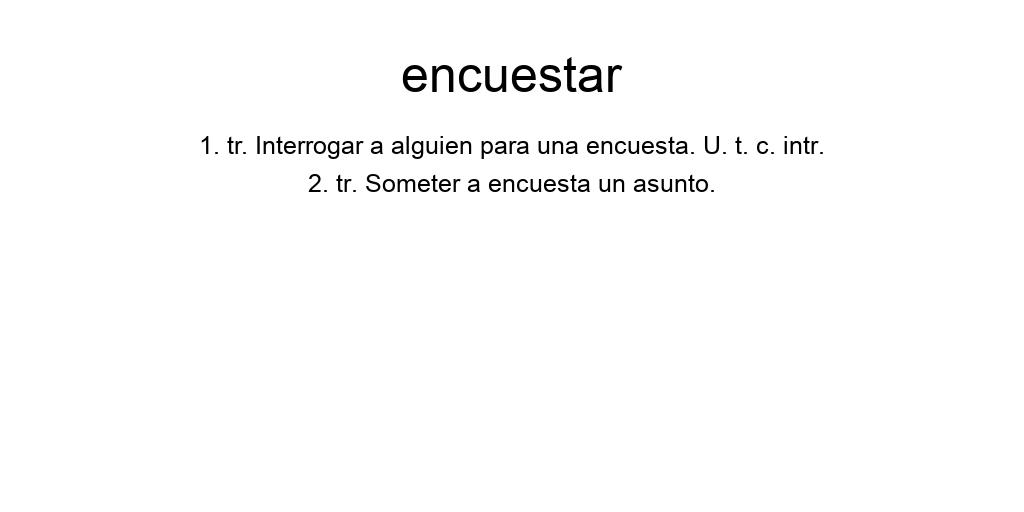 encuestar
1. tr. Interrogar a alguien para una encuesta. U. t. c. intr.
2. tr. Someter a encuesta un asunto.